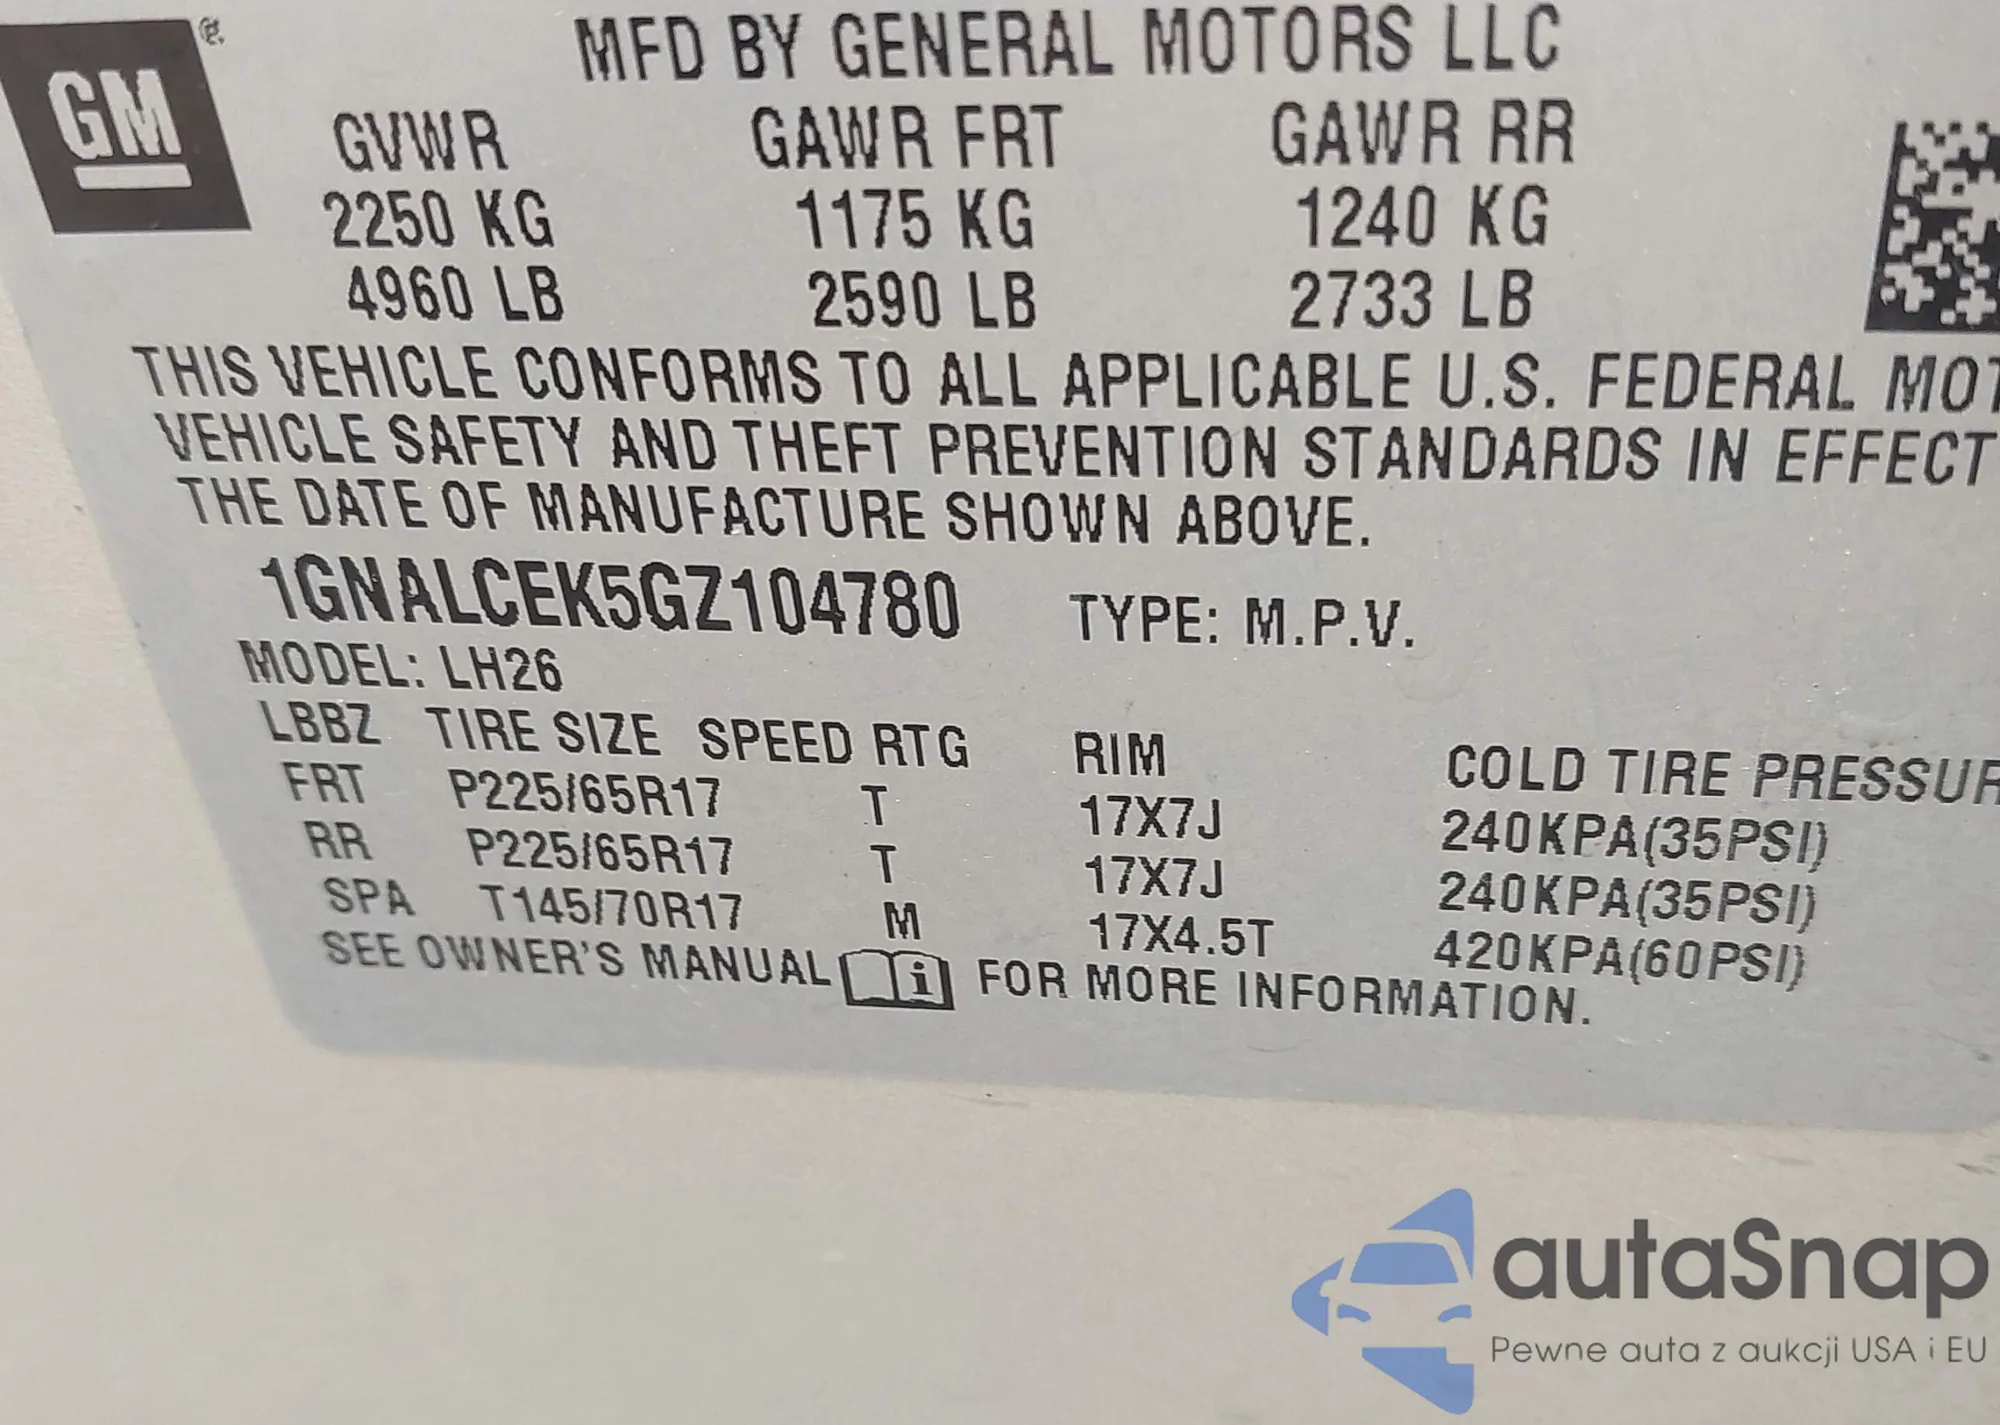 GM ®
MFD BY GENERAL MOTORS LLC
GVWR GAWR FRT GAWR RR
2250 KG 1175 KG 1240 KG
4960 LB 2590 LB 2733 LB
THIS VEHICLE CONFORMS TO ALL APPLICABLE U.S. FEDERAL MOT
VEHICLE SAFETY AND THEFT PREVENTION STANDARDS IN EFFECT
THE DATE OF MANUFACTURE SHOWN ABOVE.
1GNALCEK5GZ104780 TYPE: M.P.V.
MODEL: LH26
LBBZ TIRE SIZE SPEED RTG RIM COLD TIRE PRESSUR
FRT P225/65R17 T 17X7J 240KPA(35PSI)
RR P225/65R17 T 17X7J 240KPA(35PSI)
SPA T145/70R17 M 17X4.5T 420KPA(60PSI)
SEE OWNER'S MANUAL i FOR MORE INFORMATION.
autaSnap
Pewne auta z aukcji USA i EU